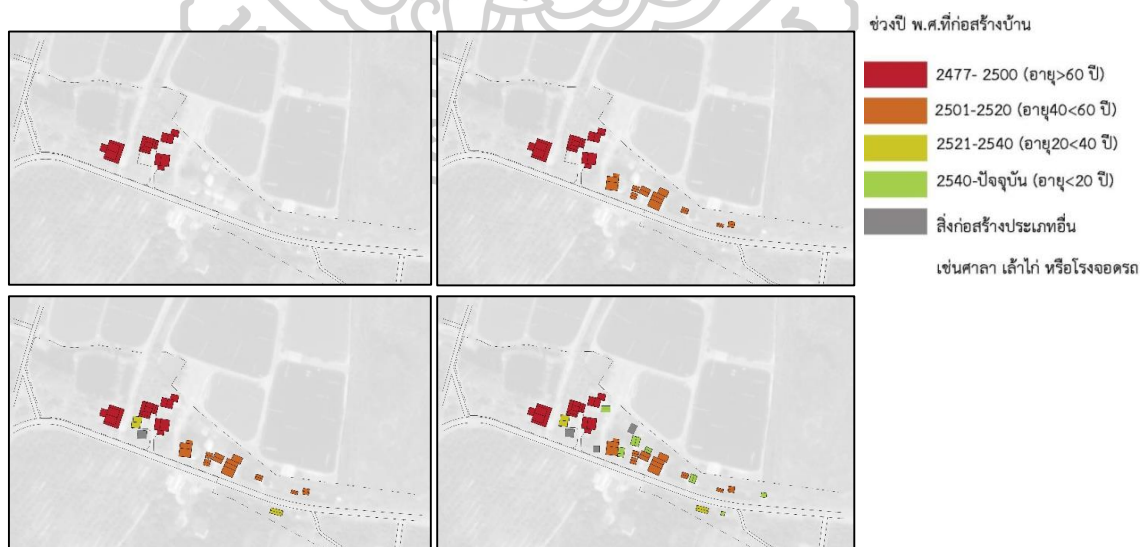 ช่วงปี พ.ศ.ที่ก่อสร้างบ้าน
2477- 2500 (อายุ>60 ปี)
2501-2520 (อายุ40<60 ปี)
2521-2540 (อายุ20<40 ปี)
2540-ปัจจุบัน (อายุ<20 ปี)
สิ่งก่อสร้างประเภทอื่น
เช่นศาลา เล้าไก่ หรือโรงจอดรถ